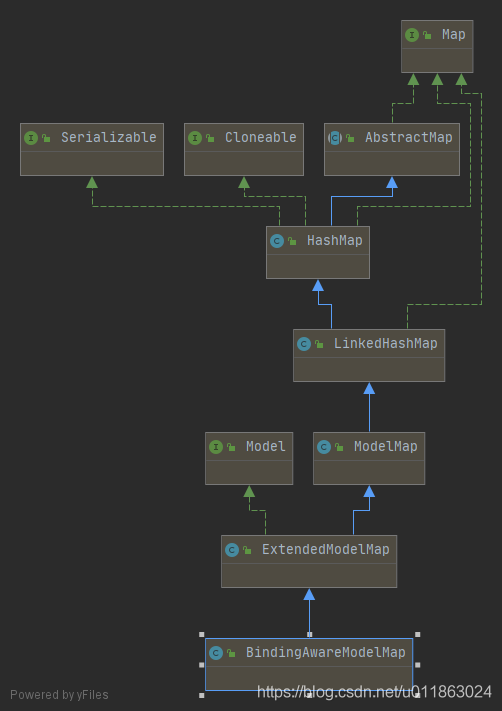 Map
Serializable
Cloneable
AbstractMap
HashMap
LinkedHashMap
Model
ModelMap
ExtendedModelMap
BindingAwareModelMap
Powered by yFiles
https://blog.csdn.net/u011863024